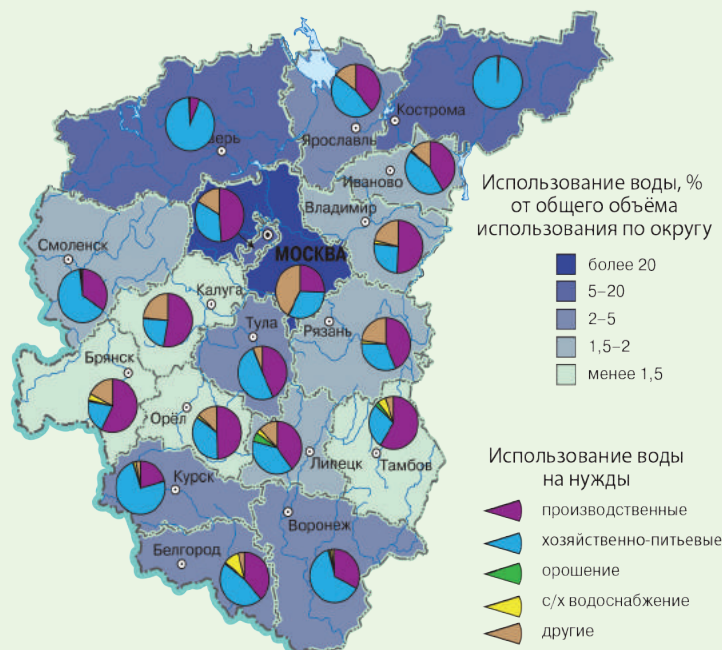 Кострома
верь
Ярославль
Иваново
Владимир
Смоленск
МОСКВА
Калуга
Тула
Рязань
Брянск
Орёл
Липецк
Тамбов
Курск
Воронеж
Белгород
Использование воды, %
от общего объёма
использования по округу
более 20
5–20
2–5
1,5–2
менее 1,5
Использование воды
на нужды
производственные
хозяйственно-питьевые
орошение
с/х водоснабжение
другие